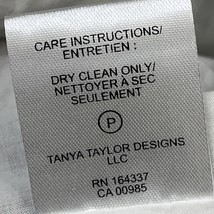 CARE INSTRUCTIONS/
ENTRETIEN :
DRY CLEAN ONLY/
NETTOYER À SEC
SEULEMENT
P
TANYA TAYLOR DESIGNS
LLC
RN 164337
CA 00985